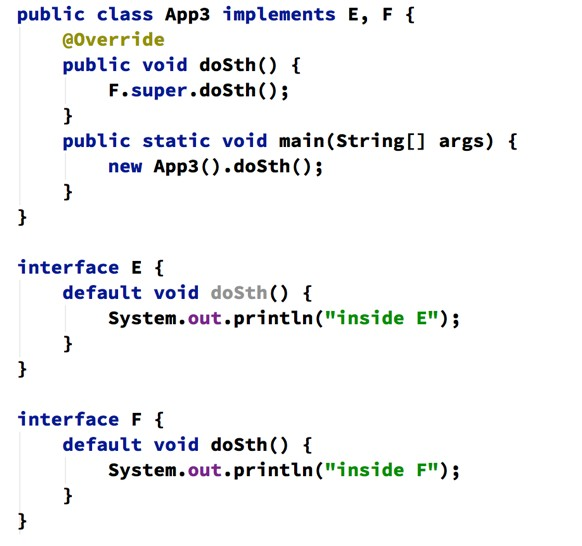 public class App3 implements E, F {
    @Override
    public void doSth() {
        F.super.doSth();
    }
    public static void main(String[] args) {
        new App3().doSth();
    }
}

interface E {
    default void doSth() {
        System.out.println("inside E");
    }
}

interface F {
    default void doSth() {
        System.out.println("inside F");
    }
}